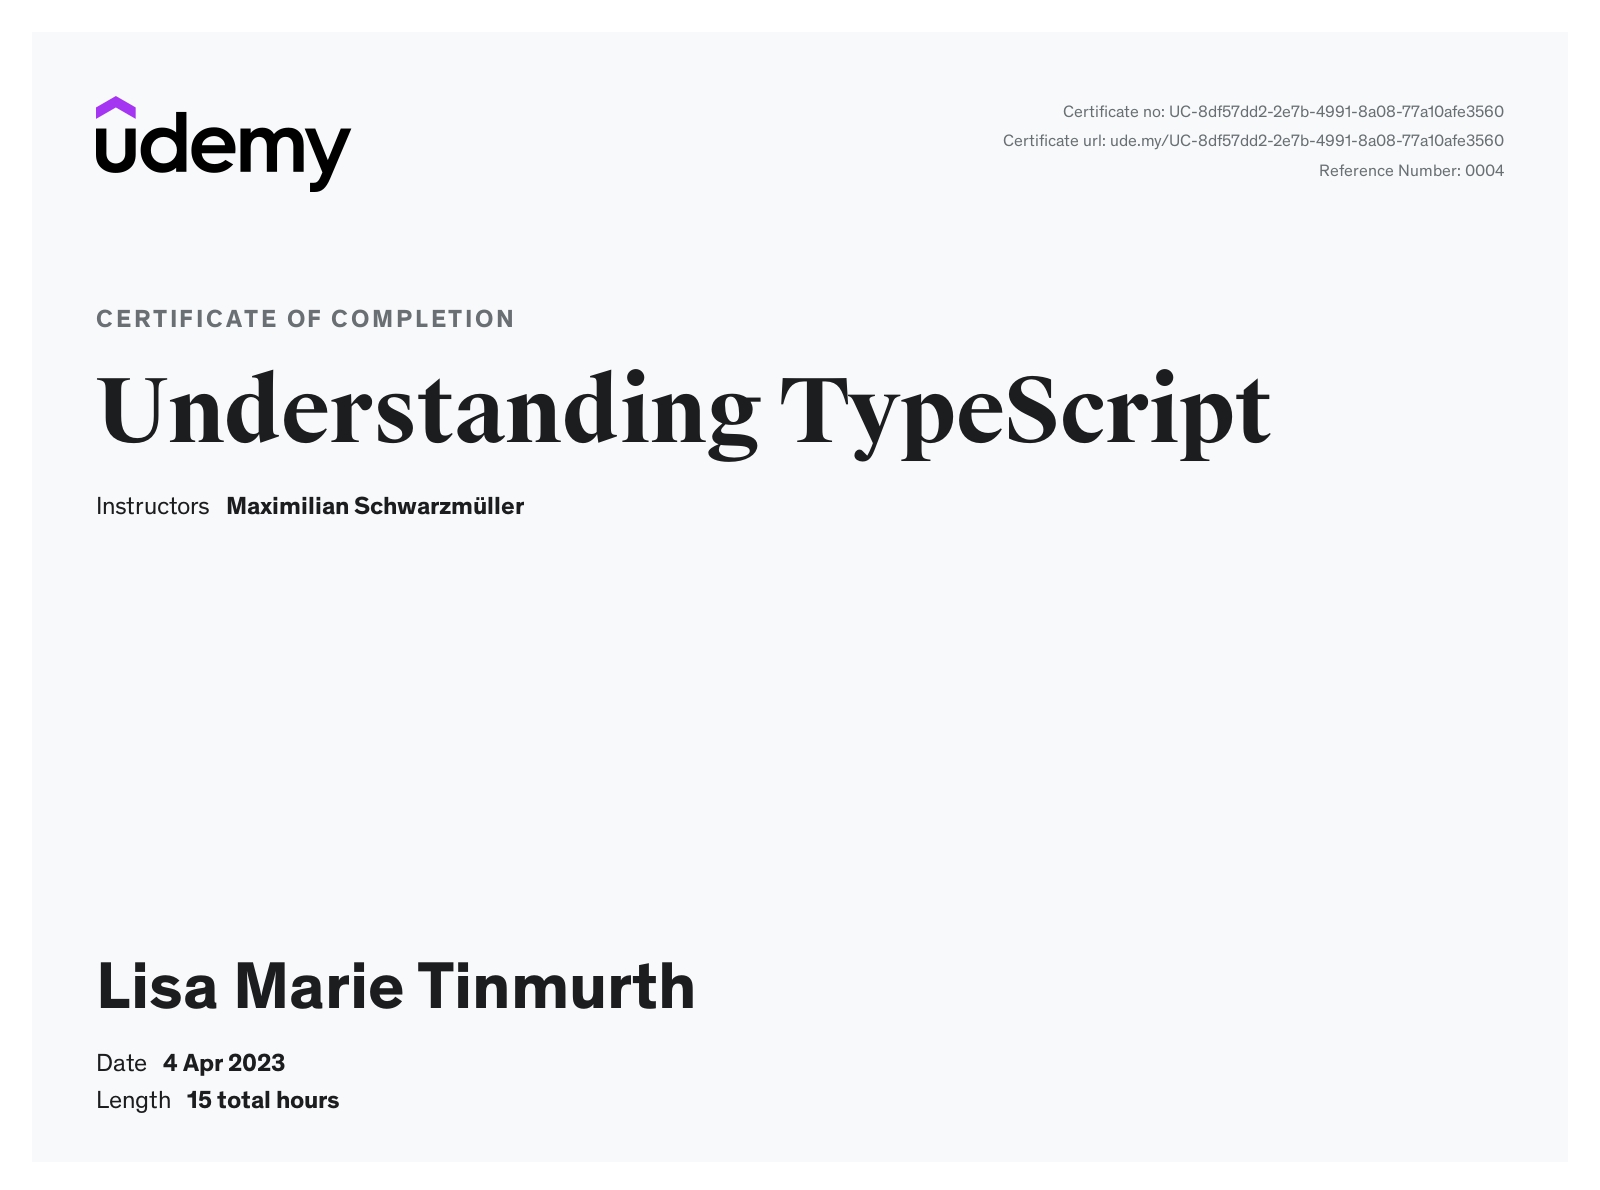 udemy
Certificate no: UC-8df57dd2-2e7b-4991-8a08-77a10afe3560
Certificate url: ude.my/UC-8df57dd2-2e7b-4991-8a08-77a10afe3560
Reference Number: 0004
CERTIFICATE OF COMPLETION
Understanding TypeScript
Instructors Maximilian Schwarzmüller
Lisa Marie Tinmurth
Date 4 Apr 2023
Length 15 total hours